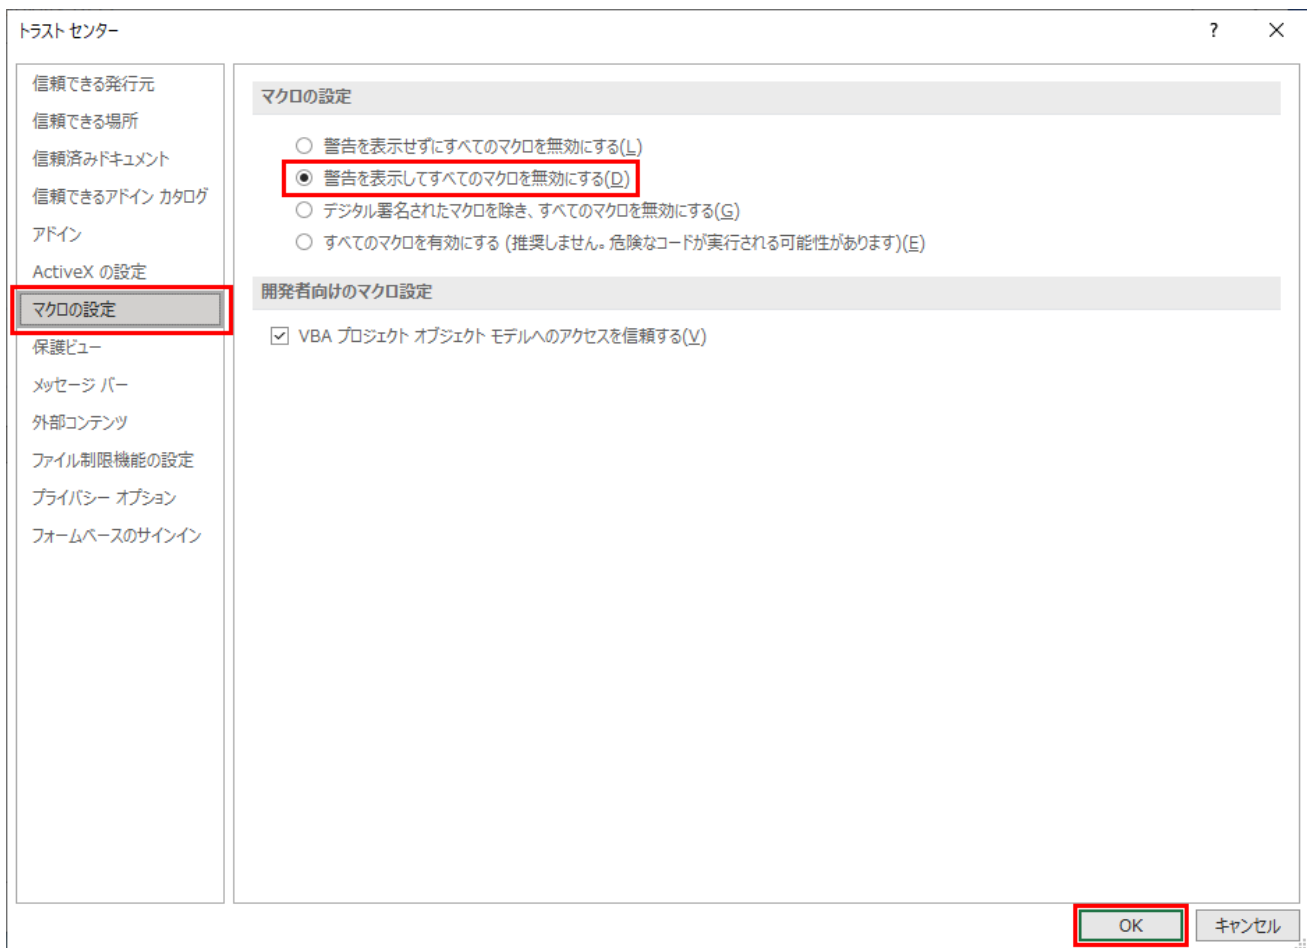 トラスト センター
?
×
信頼できる発行元
信頼できる場所
信頼済みドキュメント
信頼できるアドイン カタログ
アドイン
ActiveX の設定
マクロの設定
保護ビュー
メッセージ バー
外部コンテンツ
ファイル制限機能の設定
プライバシー オプション
フォームベースのサインイン
マクロの設定
警告を表示せずにすべてのマクロを無効にする(L)
警告を表示してすべてのマクロを無効にする(D)
デジタル署名されたマクロを除き、すべてのマクロを無効にする(G)
すべてのマクロを有効にする (推奨しません。危険なコードが実行される可能性があります)(E)
開発者向けのマクロ設定
VBA プロジェクト オブジェクト モデルへのアクセスを信頼する(V)
OK
キャンセル